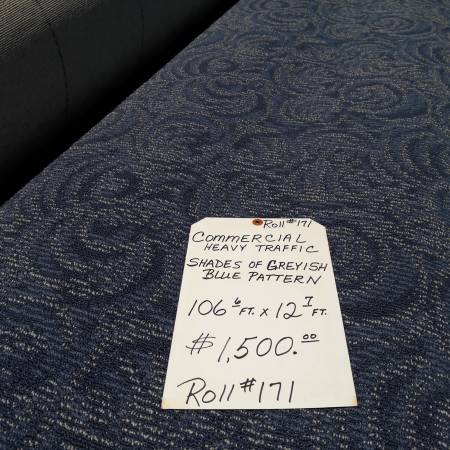 Roll #171
COMMERCIAL
HEAVY TRAFFIC
SHADES OF GREYISH
BLUE PATTERN
106 6 FT. x 12 7 FT.
$1,500.00
Roll #171